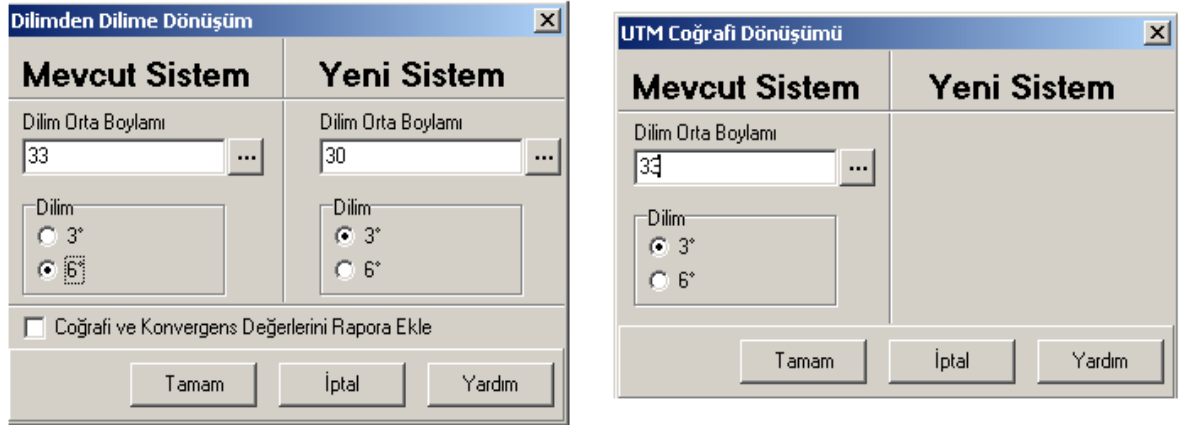 Dilimden Dilime Dönüşüm
Mevcut Sistem Yeni Sistem
Dilim Orta Boylamı Dilim Orta Boylamı
33 ... 30 ...
Dilim Dilim
3° 3°
6° 6°
Coğrafi ve Konvergens Değerlerini Rapora Ekle
Tamam İptal Yardım
UTM Coğrafi Dönüşümü
Mevcut Sistem Yeni Sistem
Dilim Orta Boylamı
33 ...
Dilim
3°
6°
Tamam İptal Yardım